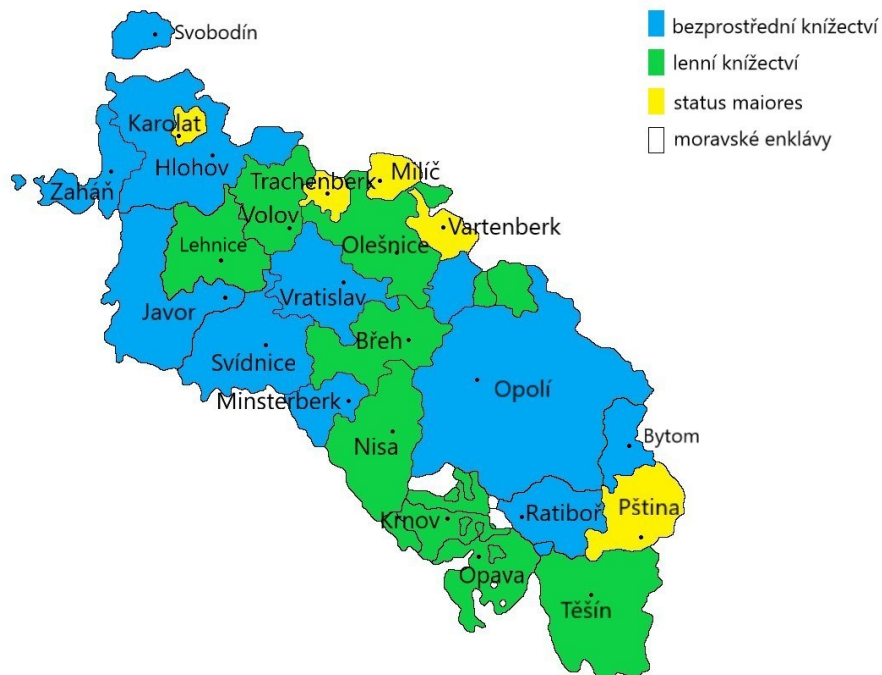 Svobodín
bezprostřední knížectví
lenní knížectví
status maiores
moravské enklávy
Karolat
Hlohov
Zaháň
Trachenberk
Milíč
Volov
Vartenberk
Lehnice
Olešnice
Javor
Vratislav
Svídnice
Břeh
Minsterberk
Opolí
Nisa
Bytom
Krnov
Ratiboř
Pština
Opava
Těšín